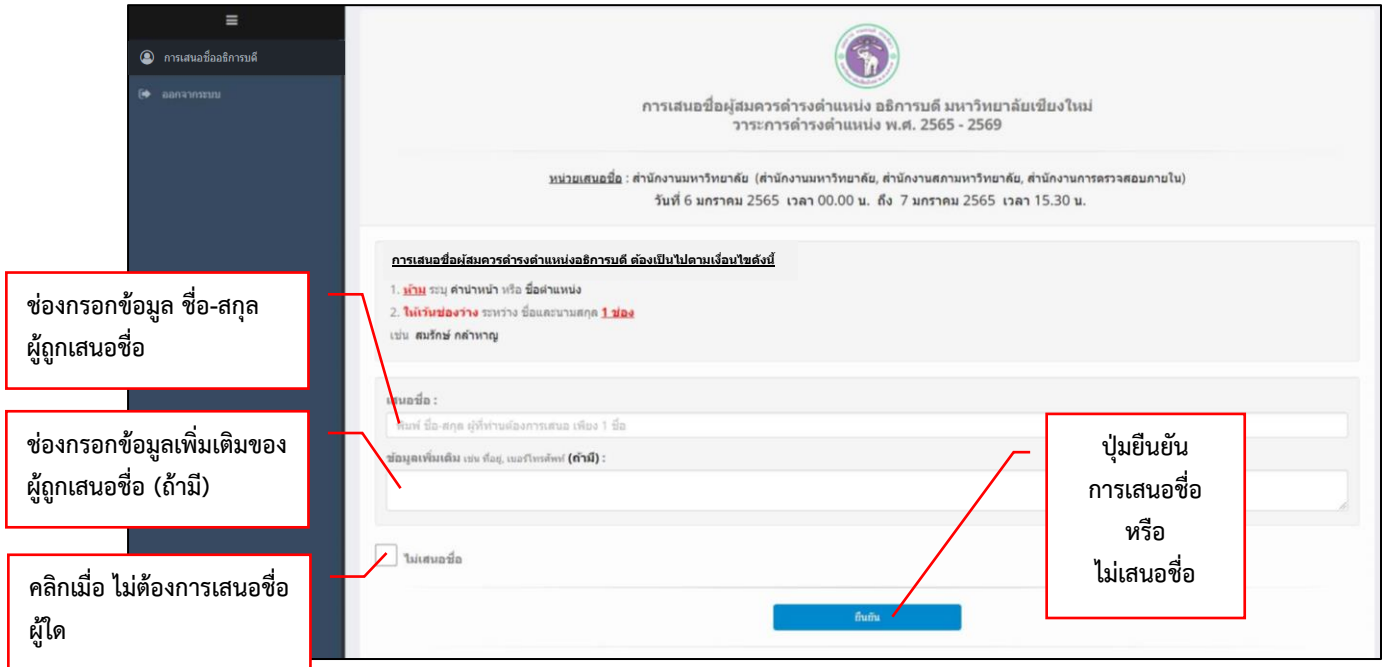 การเสนอชื่ออธิการบดี
ออกจากระบบ
การเสนอชื่อผู้สมควรดำรงตำแหน่ง อธิการบดี มหาวิทยาลัยเชียงใหม่
วาระการดำรงตำแหน่ง พ.ศ. 2565 - 2569
หน่วยเสนอชื่อ : สำนักงานมหาวิทยาลัย (สำนักงานมหาวิทยาลัย, สำนักงานสภามหาวิทยาลัย, สำนักงานการตรวจสอบภายใน)
วันที่ 6 มกราคม 2565 เวลา 00.00 น. ถึง 7 มกราคม 2565 เวลา 15.30 น.
การเสนอชื่อผู้สมควรดำรงตำแหน่งอธิการบดี ต้องเป็นไปตามเงื่อนไขดังนี้
1. ห้าม ระบุ คำนำหน้า หรือ ชื่อตำแหน่ง
2. ให้เว้นช่องว่าง ระหว่าง ชื่อและนามสกุล 1 ช่อง
เช่น สมรักษ์ กล้าหาญ
ช่องกรอกข้อมูล ชื่อ-สกุล
ผู้ถูกเสนอชื่อ
เสนอชื่อ :
พิมพ์ ชื่อ-สกุล ผู้ที่ท่านต้องการเสนอ เพียง 1 ชื่อ
ข้อมูลเพิ่มเติม เช่น ที่อยู่, เบอร์โทรศัพท์ (ถ้ามี) :
ช่องกรอกข้อมูลเพิ่มเติมของ
ผู้ถูกเสนอชื่อ (ถ้ามี)
ปุ่มยืนยัน
การเสนอชื่อ
หรือ
ไม่เสนอชื่อ
ไม่เสนอชื่อ
คลิกเมื่อ ไม่ต้องการเสนอชื่อ
ผู้ใด
ยืนยัน